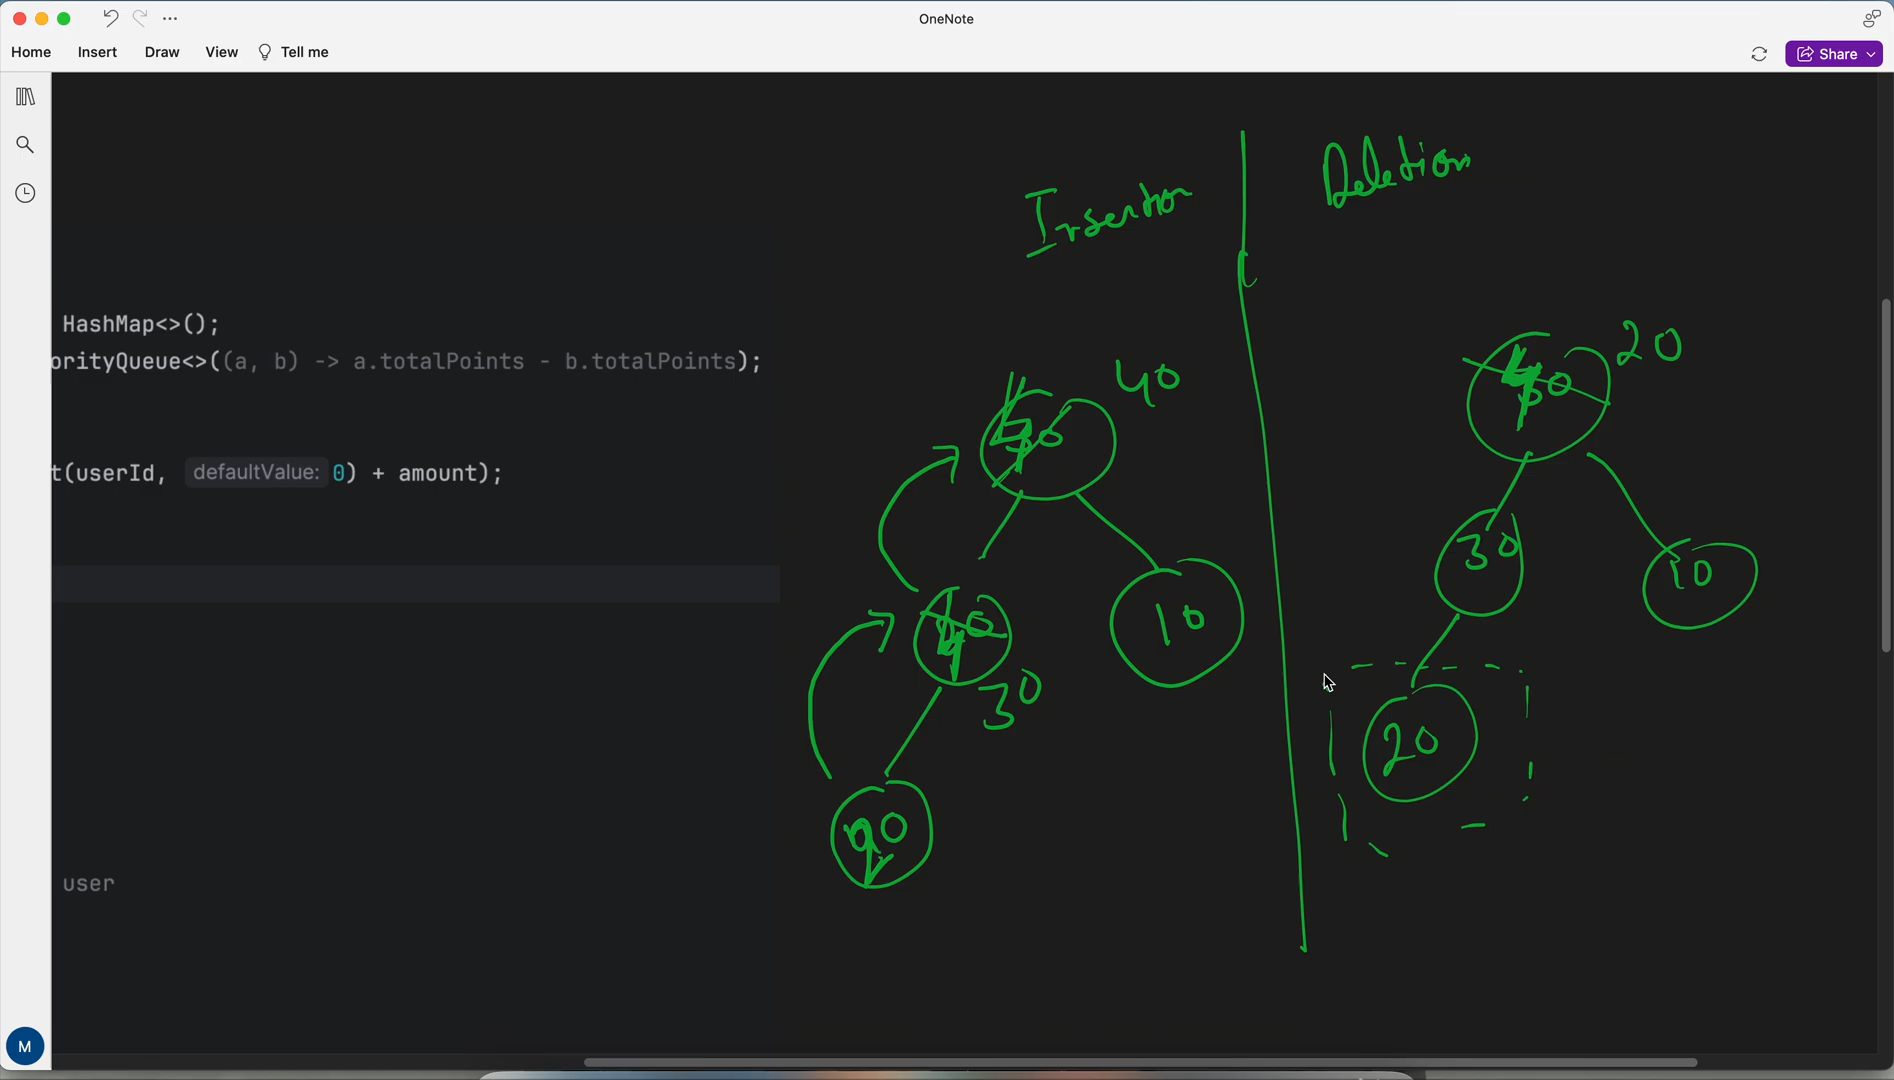 OneNote
Home Insert Draw View Tell me
Share
HashMap<>();
orityQueue<>((a, b) -> a.totalPoints - b.totalPoints);
t(userId, defaultValue: 0) + amount);
user
Insertion
40
10
30
Deletion
20
30
10
20
M